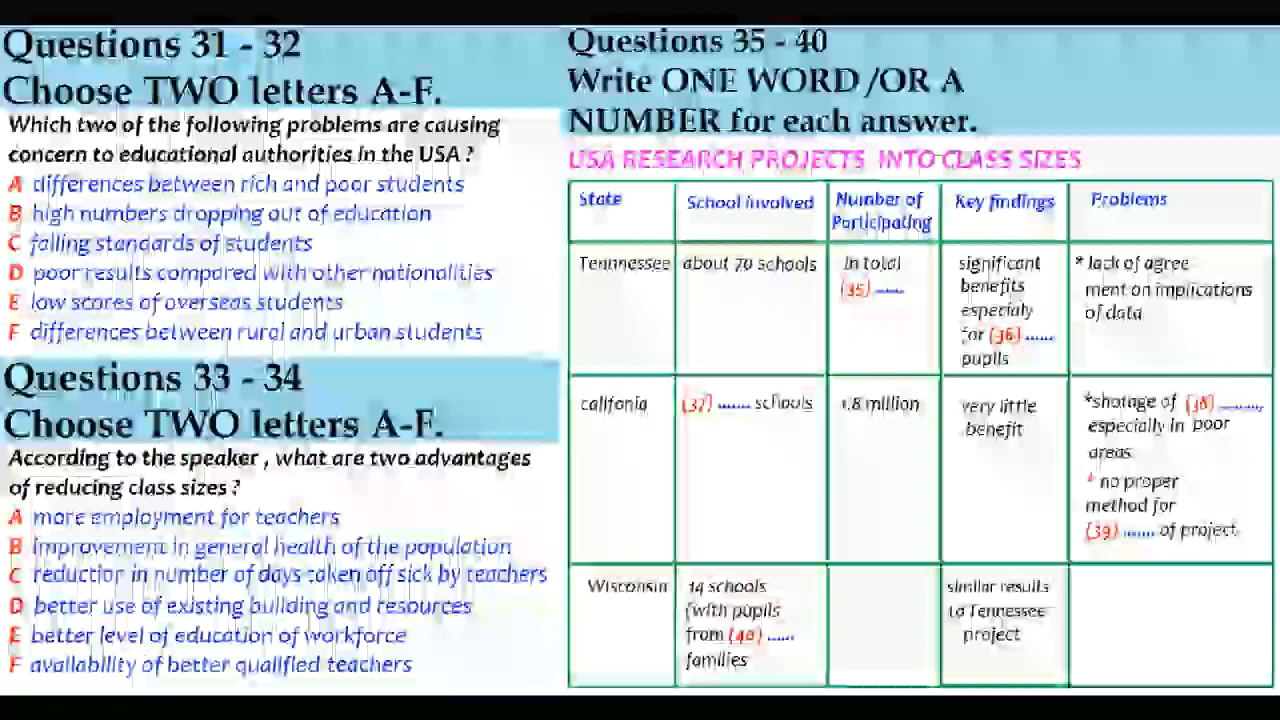 Questions 31 - 32
Choose TWO letters A-F.
Which two of the following problems are causing
concern to educational authorities in the USA ?
A differences between rich and poor students
B high numbers dropping out of education
C falling standards of students
D poor results compared with other nationalities
E low scores of overseas students
F differences between rural and urban students
Questions 33 - 34
Choose TWO letters A-F.
According to the speaker , what are two advantages
of reducing class sizes ?
A more employment for teachers
B improvement in general health of the population
C reduction in number of days taken off sick by teachers
D better use of existing building and resources
E better level of education of workforce
F availability of better qualified teachers
Questions 35 - 40
Write ONE WORD /OR A
NUMBER for each answer.
USA RESEARCH PROJECTS INTO CLASS SIZES
State
School involved
Number of
Participating
Key findings
Problems
Tennnessee
about 70 schools
in total
(35) ......
significant
benefits
especialy
for (36) ......
pupils
* lack of agree
ment on implications
of data
califonia
(37) ....... schools
1.8 million
very little
benefit
*shotage of (38) .........
especially in poor
areas
* no proper
method for
(39) ...... of project
Wisconsin
14 schools
(with pupils
from (40) ......
families
similar results
to Tennessee
project